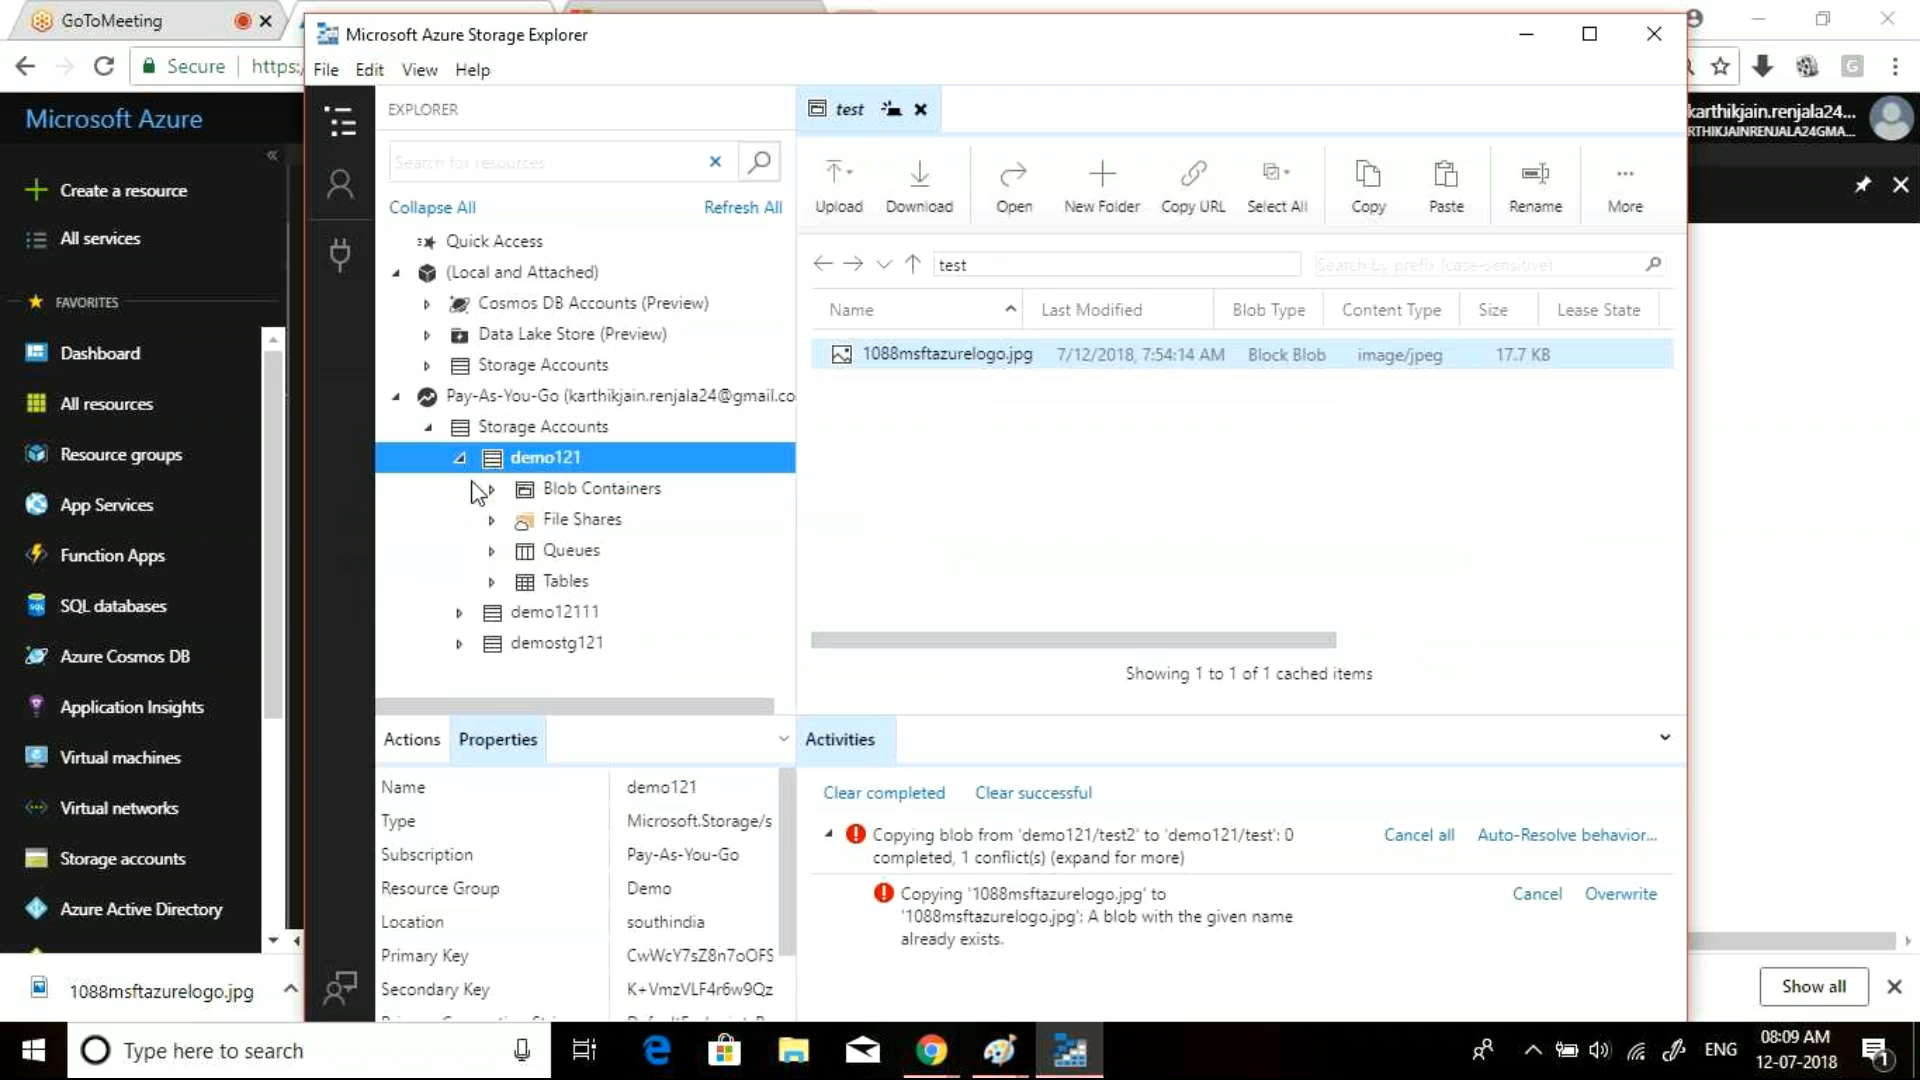 GoToMeeting
Microsoft Azure Storage Explorer
Secure
https:/
File Edit View Help
Microsoft Azure
karthikjain.renjala24...
RTHIKJAINRENJALA24GMA...
EXPLORER
test
Search for resources
Create a resource
All services
FAVORITES
Dashboard
All resources
Resource groups
App Services
Function Apps
SQL databases
Azure Cosmos DB
Application Insights
Virtual machines
Virtual networks
Storage accounts
Azure Active Directory
Collapse All
Refresh All
Quick Access
(Local and Attached)
Cosmos DB Accounts (Preview)
Data Lake Store (Preview)
Storage Accounts
Pay-As-You-Go (karthikjain.renjala24@gmail.co
Storage Accounts
demo121
Blob Containers
File Shares
Queues
Tables
demo12111
demostg121
Upload Download Open New Folder Copy URL Select All Copy Paste Rename More
test
Search by prefix (case-sensitive)
Name Last Modified Blob Type Content Type Size Lease State
1088msftazurelogo.jpg 7/12/2018, 7:54:14 AM Block Blob image/jpeg 17.7 KB
Showing 1 to 1 of 1 cached items
Actions Properties
Name demo121
Type Microsoft.Storage/s
Subscription Pay-As-You-Go
Resource Group Demo
Location southindia
Primary Key CwWcY7sZ8n7oOFS
Secondary Key K+VmzVLF4r6w9Qz
Activities
Clear completed Clear successful
Copying blob from 'demo121/test2' to 'demo121/test': 0
completed, 1 conflict(s) (expand for more)
Cancel all Auto-Resolve behavior...
Copying '1088msftazurelogo.jpg' to
'1088msftazurelogo.jpg': A blob with the given name
already exists.
Cancel Overwrite
1088msftazurelogo.jpg
Show all
Type here to search
ENG
08:09 AM
12-07-2018
1